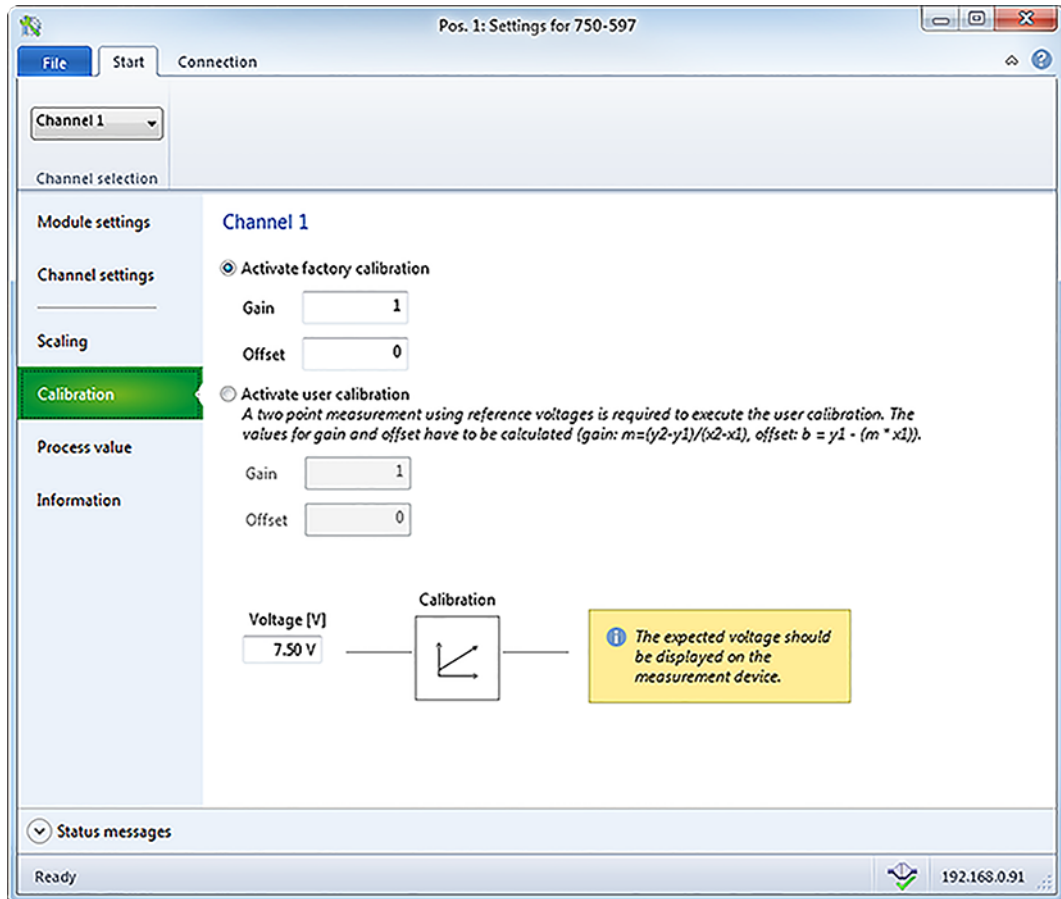 Pos. 1: Settings for 750-597
File
Start
Connection
Channel 1
Channel selection
Module settings
Channel settings
Scaling
Calibration
Process value
Information
Channel 1
Activate factory calibration
Gain 1
Offset 0
Activate user calibration
A two point measurement using reference voltages is required to execute the user calibration. The
values for gain and offset have to be calculated (gain: m=(y2-y1)/(x2-x1), offset: b = y1 - (m * x1)).
Gain 1
Offset 0
Voltage [V]
7.50 V
Calibration
The expected voltage should
be displayed on the
measurement device.
Status messages
Ready
192.168.0.91